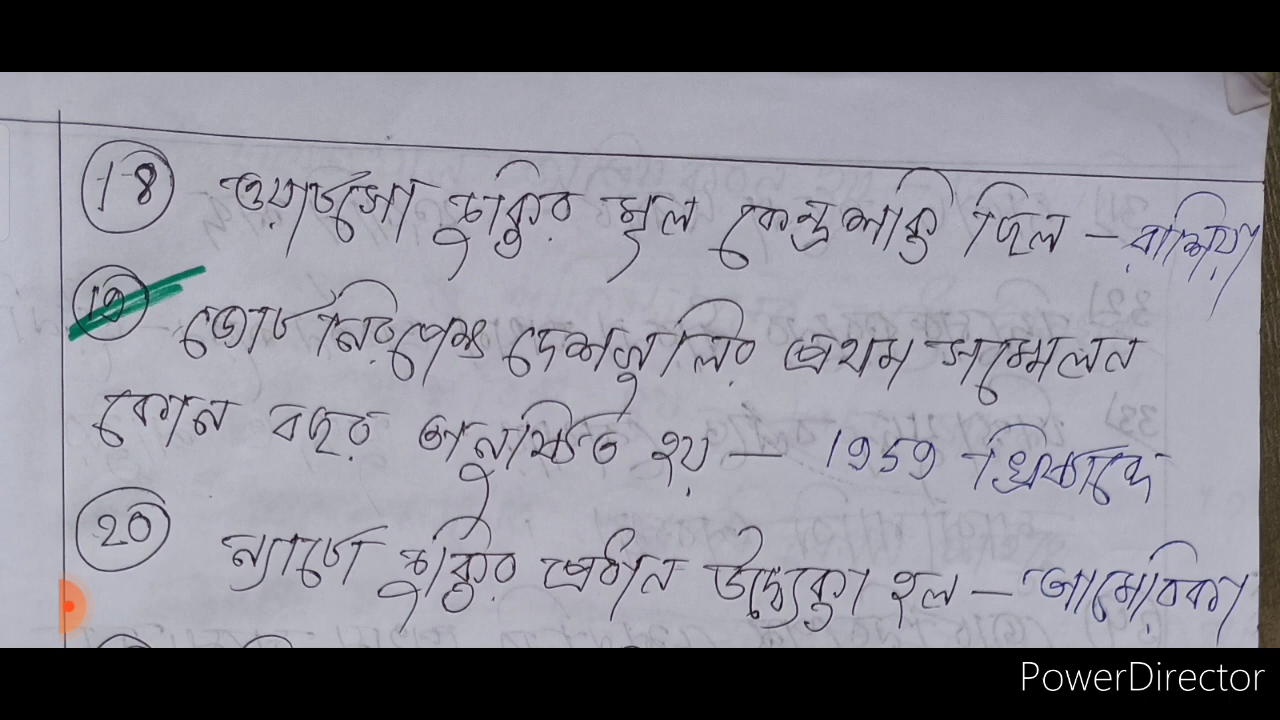 18 ওয়ার্সো চুক্তির মূল কেন্দ্রশক্তি ছিল – রাশিয়া
19 জোট নিরপেক্ষ দেশগুলির প্রথম সম্মেলন
কোন বছর অনুষ্ঠিত হয় – 1959 খ্রিষ্টাব্দে
20 ন্যাটো চুক্তির প্রধান উদ্যোক্তা হল – আমেরিকা
PowerDirector